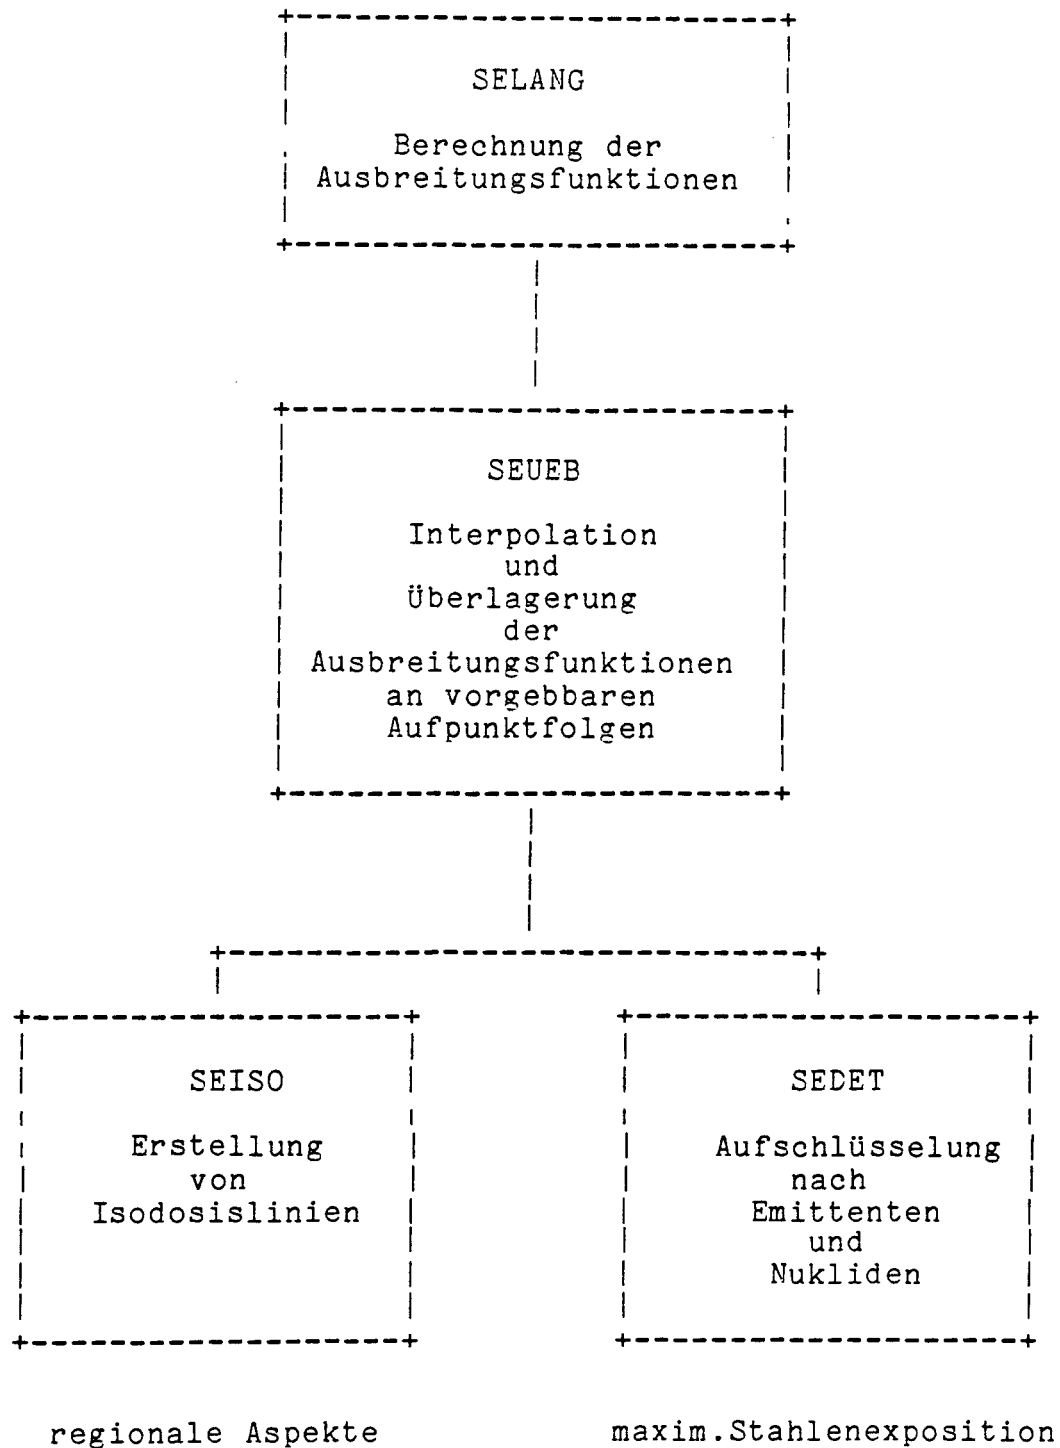 SELANG
Berechnung der
Ausbreitungsfunktionen
SEUEB
Interpolation
und
Überlagerung
der
Ausbreitungsfunktionen
an vorgebbaren
Aufpunktfolgen
SEISO
Erstellung
von
Isodosislinien
SEDET
Aufschlüsselung
nach
Emittenten
und
Nukliden
regionale Aspekte
maxim.Stahlenexposition